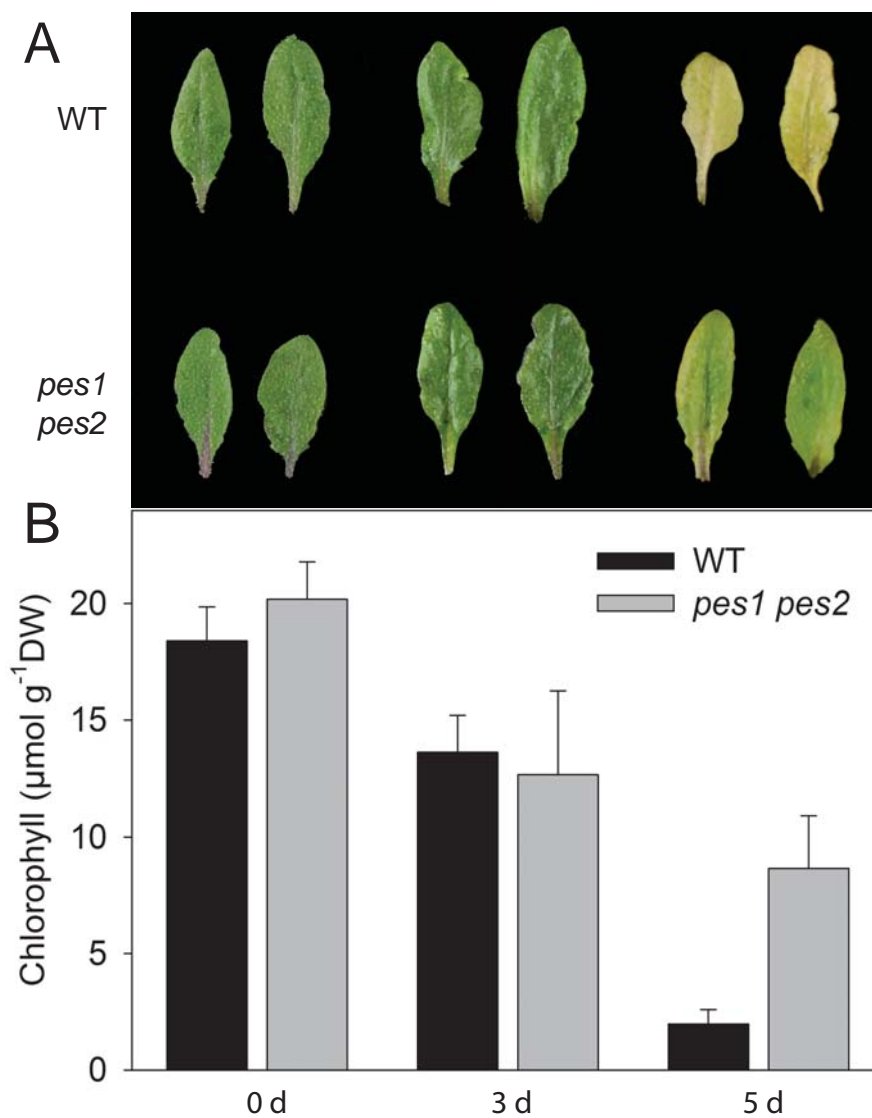 A
WT
pes1
pes2
B
WT
pes1 pes2
Chlorophyll (µmol g⁻¹DW)
20
15
10
5
0
0 d
3 d
5 d